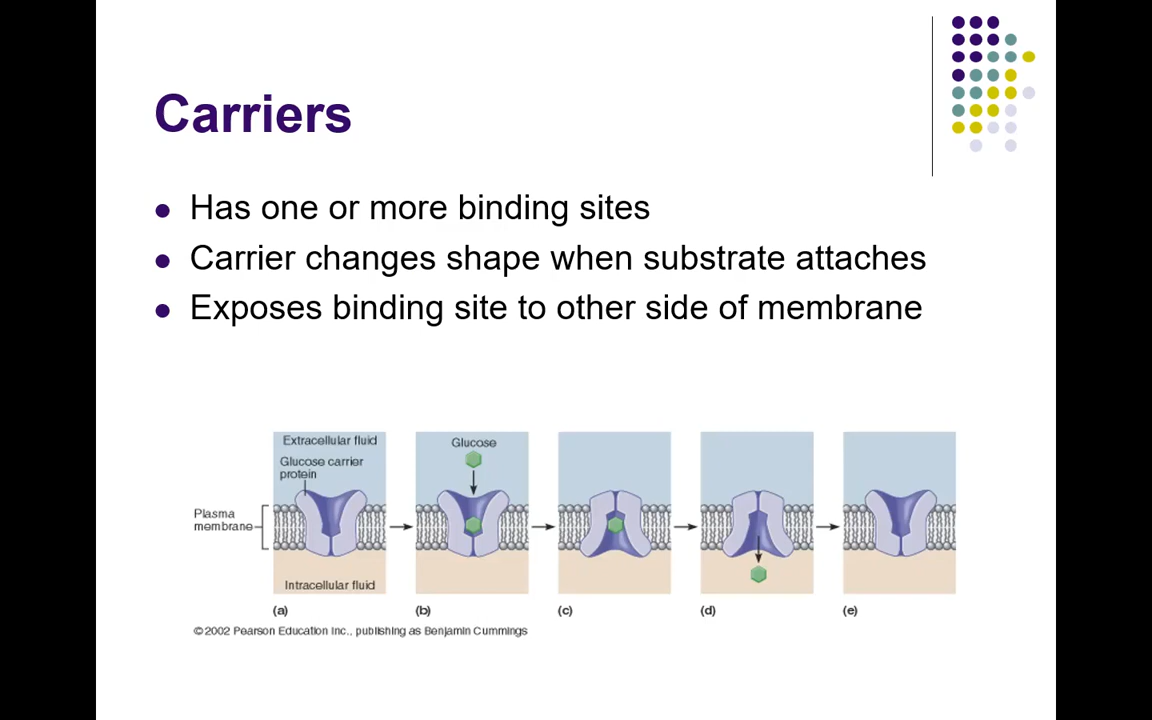 Carriers
Has one or more binding sites
Carrier changes shape when substrate attaches
Exposes binding site to other side of membrane
Extracellular fluid
Glucose carrier
protein
Glucose
Plasma
membrane
Intracellular fluid
(a)
(b)
(c)
(d)
(e)
©2002 Pearson Education Inc., publishing as Benjamin Cummings